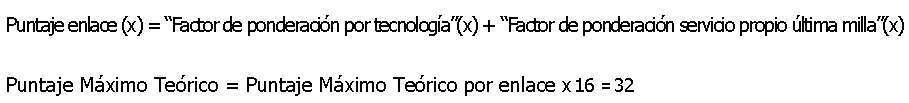 Puntaje enlace (x) = “Factor de ponderación por tecnología”(x) + “Factor de ponderación servicio propio última milla”(x)
Puntaje Máximo Teórico = Puntaje Máximo Teórico por enlace x 16 = 32